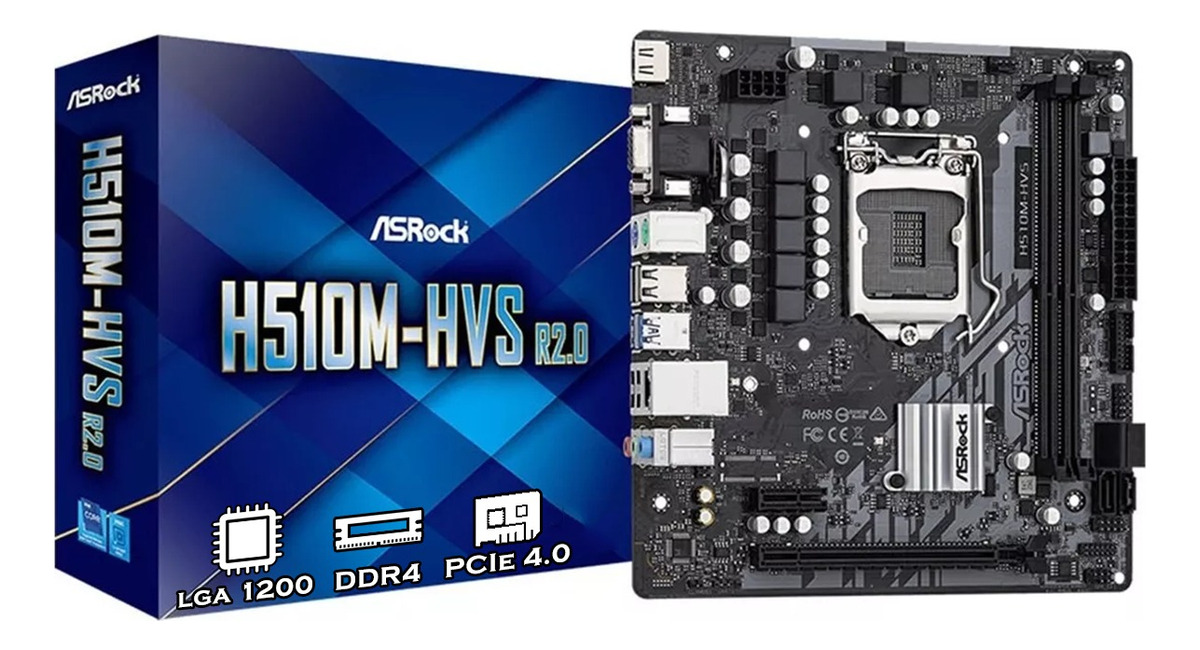 ASRock
H510M-HVS R2.0
ASRock
H510M-HVS R2.0
CORE
LGA 1200
DDR4
PCIe 4.0
H510M-HVS
ASRock
RoHS
FC CE
ASRock